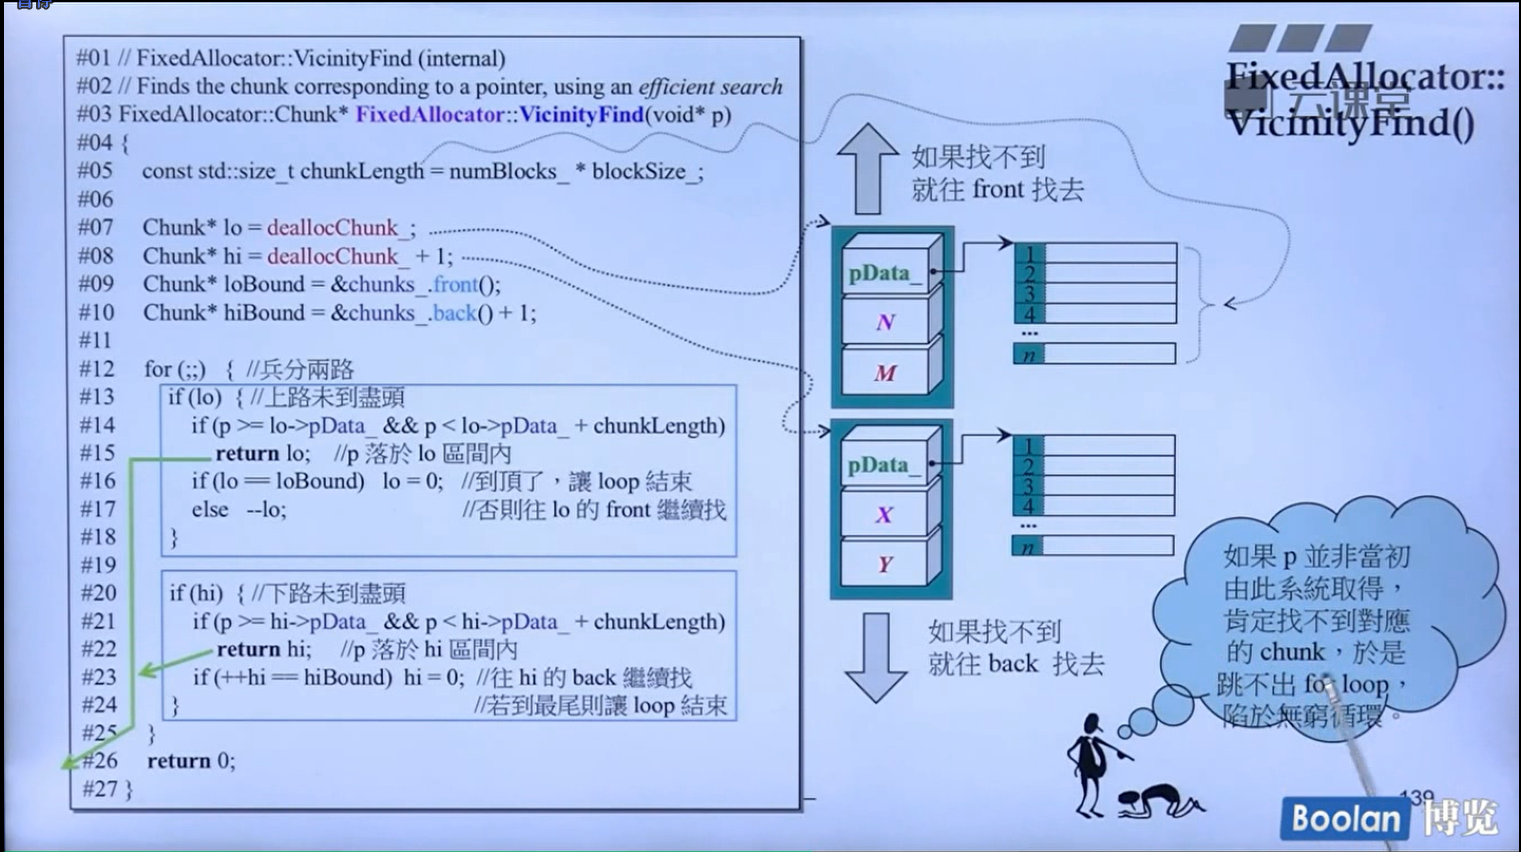 暂停
#01 // FixedAllocator::VicinityFind (internal)
#02 // Finds the chunk corresponding to a pointer, using an efficient search
#03 FixedAllocator::Chunk* FixedAllocator::VicinityFind(void* p)
#04 {
#05 const std::size_t chunkLength = numBlocks_ * blockSize_;
#06
#07 Chunk* lo = deallocChunk_;
#08 Chunk* hi = deallocChunk_ + 1;
#09 Chunk* loBound = &chunks_.front();
#10 Chunk* hiBound = &chunks_.back() + 1;
#11
#12 for (;;) { //兵分兩路
#13 if (lo) { //上路未到盡頭
#14 if (p >= lo->pData_ && p < lo->pData_ + chunkLength)
#15 return lo; //p 落於 lo 區間內
#16 if (lo == loBound) lo = 0; //到頂了，讓 loop 結束
#17 else --lo; //否則往 lo 的 front 繼續找
#18 }
#19
#20 if (hi) { //下路未到盡頭
#21 if (p >= hi->pData_ && p < hi->pData_ + chunkLength)
#22 return hi; //p 落於 hi 區間內
#23 if (++hi == hiBound) hi = 0; //往 hi 的 back 繼續找
#24 } //若到最尾則讓 loop 結束
#25 }
#26 return 0;
#27 }
FixedAllocator::
VicinityFind()
云课堂
如果找不到
就往 front 找去
pData_
N
M
1
2
3
4
...
n
pData_
X
Y
1
2
3
4
...
n
如果找不到
就往 back 找去
如果 p 並非當初
由此系統取得，
肯定找不到對應
的 chunk，於是
跳不出 for loop，
陷於無窮循環。
139
Boolan 博览